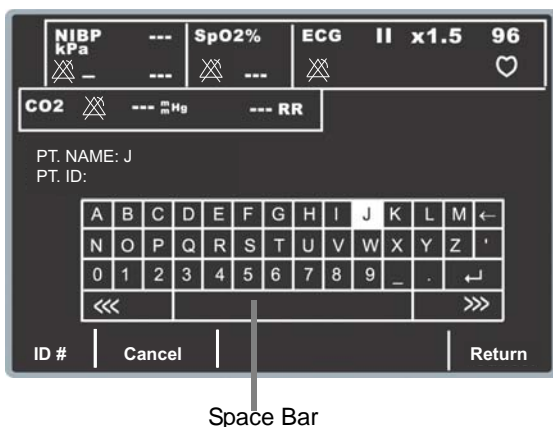 NIBP --- SpO2% ECG II x1.5 96
kPa
– --- ---
CO2 --- mmHg --- RR
PT. NAME: J
PT. ID:
A B C D E F G H I J K L M ←
N O P Q R S T U V W X Y Z '
0 1 2 3 4 5 6 7 8 9 _ . ↵
<<< >>>
ID # Cancel Return
Space Bar